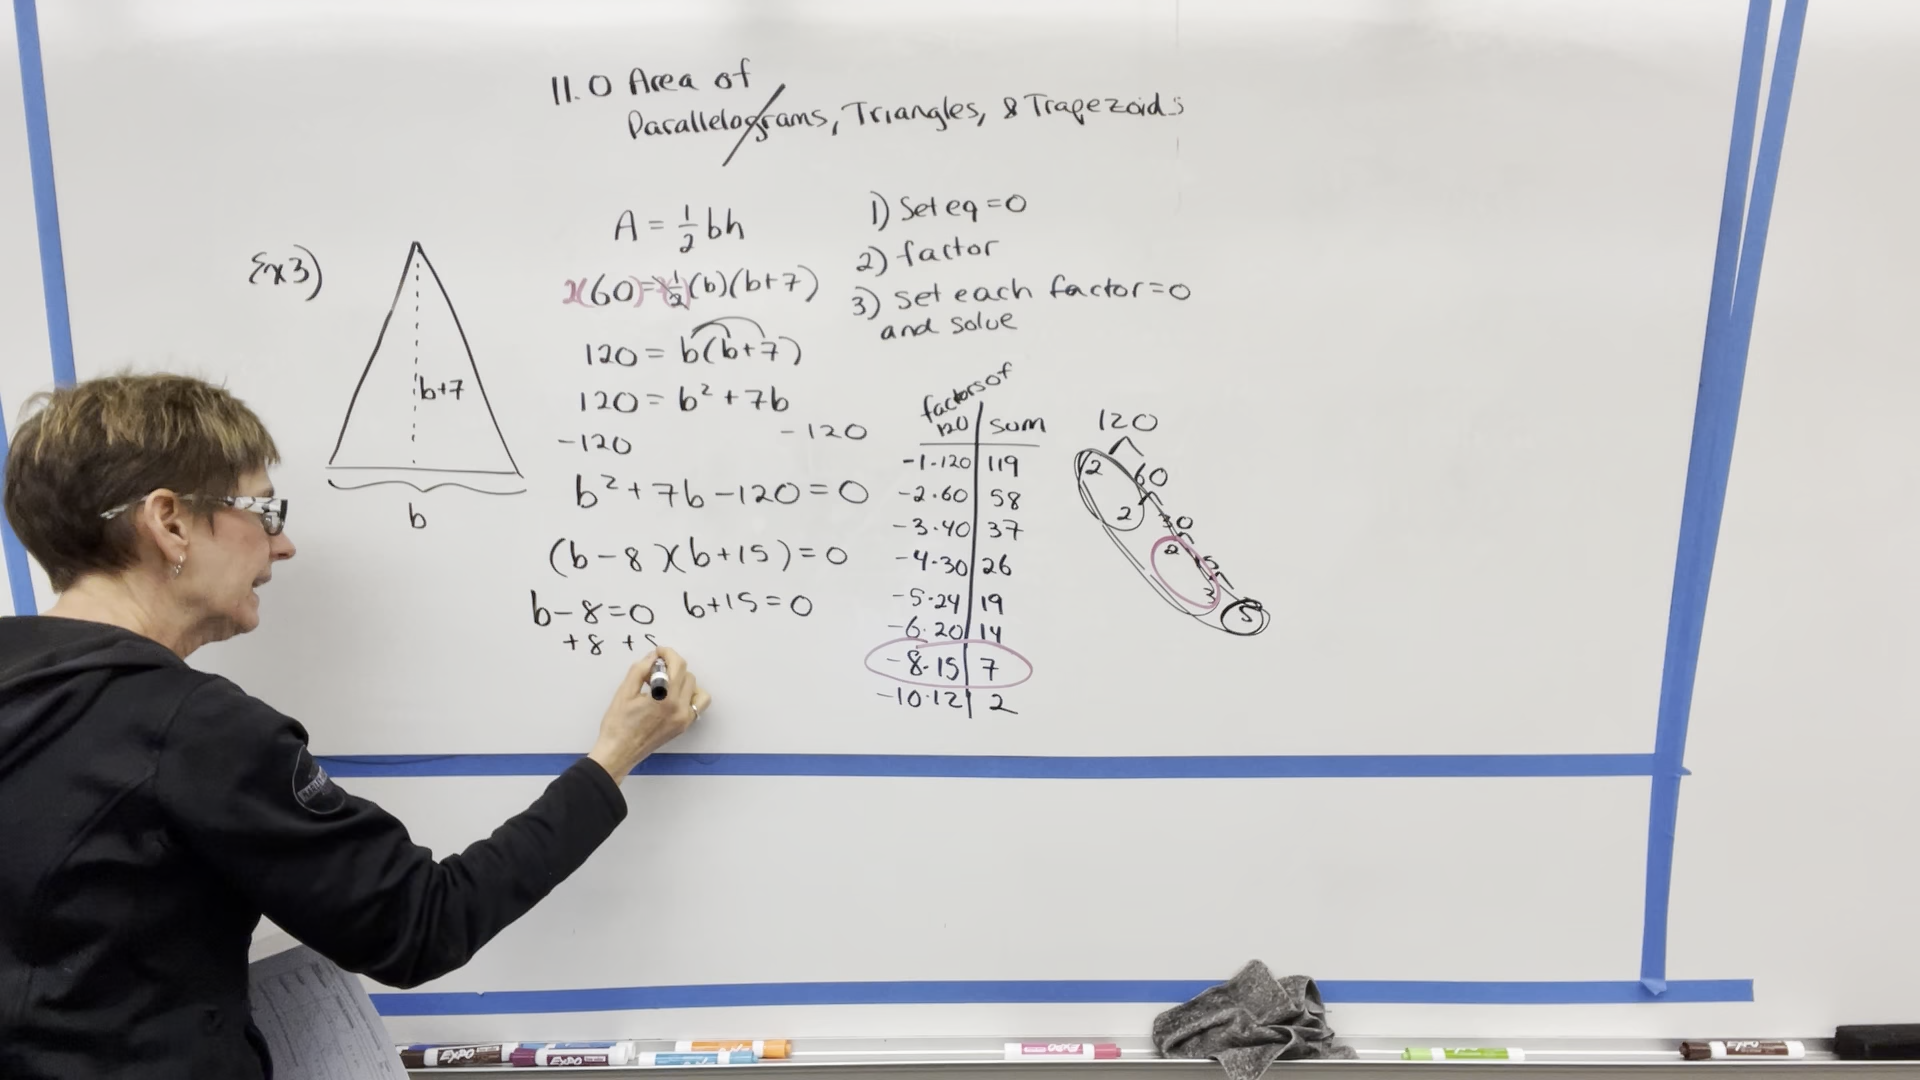 11.0 Area of
Parallelograms, Triangles, & Trapezoids
Ex3)
b+7
b
A = 1/2 bh
2(60) = 2(1/2)(b)(b+7)
120 = b(b+7)
120 = b² + 7b
-120 -120
b² + 7b - 120 = 0
(b - 8)(b + 15) = 0
b - 8 = 0 b + 15 = 0
+8 +8
1) Set eq = 0
2) factor
3) set each factor = 0
and solve
factors of
120 | sum
-1·120 | 119
-2·60 | 58
-3·40 | 37
-4·30 | 26
-5·24 | 19
-6·20 | 14
-8·15 | 7
-10·12 | 2
120
2 60
2 30
2 15
3 5
EXPO
EXPO
EXPO